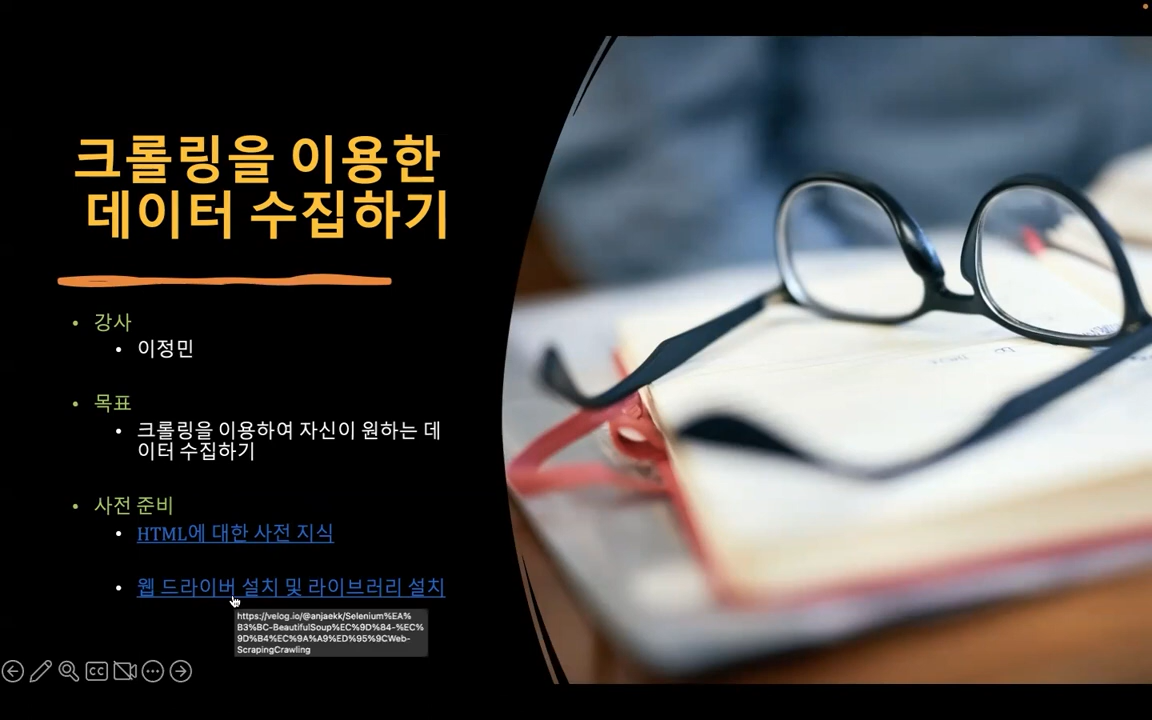 크롤링을 이용한
데이터 수집하기
• 강사
• 이정민
• 목표
• 크롤링을 이용하여 자신이 원하는 데
이터 수집하기
• 사전 준비
• HTML에 대한 사전 지식
• 웹 드라이버 설치 및 라이브러리 설치
https://velog.io/@anjaekk/Selenium%EA%
B3%BC-BeautifulSoup%EC%9D%84-%EC%
9D%B4%EC%9A%A9%ED%95%9CWeb-
ScrapingCrawling
CC